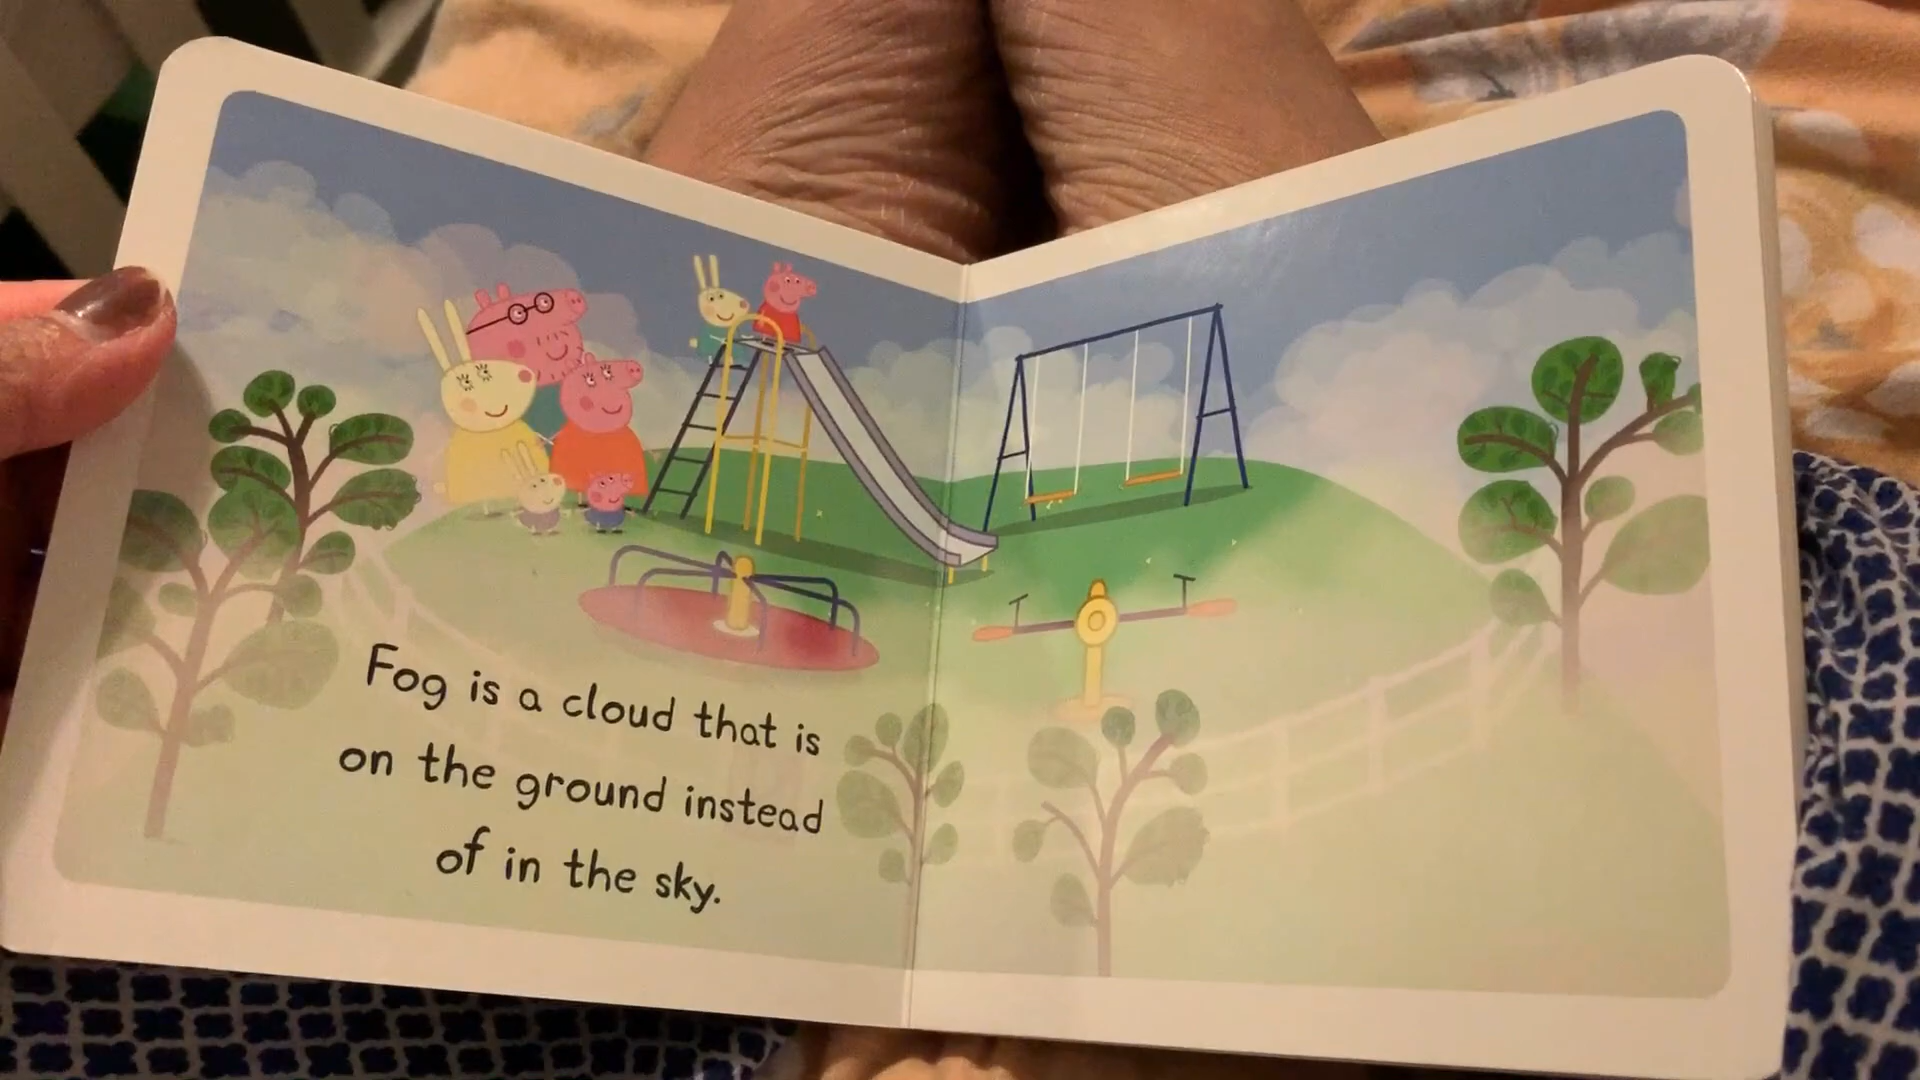 Fog is a cloud that is
on the ground instead
of in the sky.